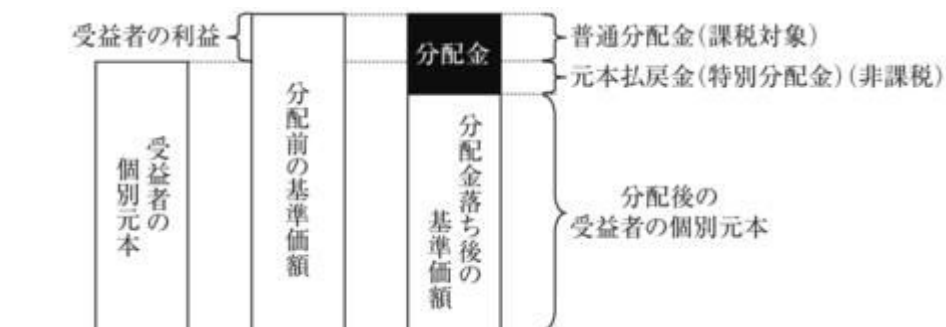 受益者の利益
分配金
普通分配金(課税対象)
元本払戻金(特別分配金)(非課税)
受益者の
個別元本
分配前の基準価額
分配金落ち後の
基準価額
分配後の
受益者の個別元本